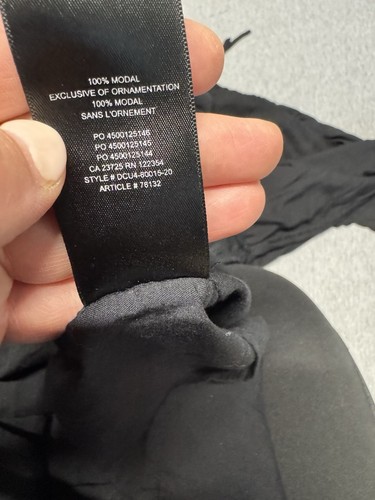 100% MODAL
EXCLUSIVE OF ORNAMENTATION
100% MODAL
SANS L'ORNEMENT
PO 4500125146
PO 4500125145
PO 4500125144
CA 23725 RN 122354
STYLE # DCU4-60015-20
ARTICLE # 76132